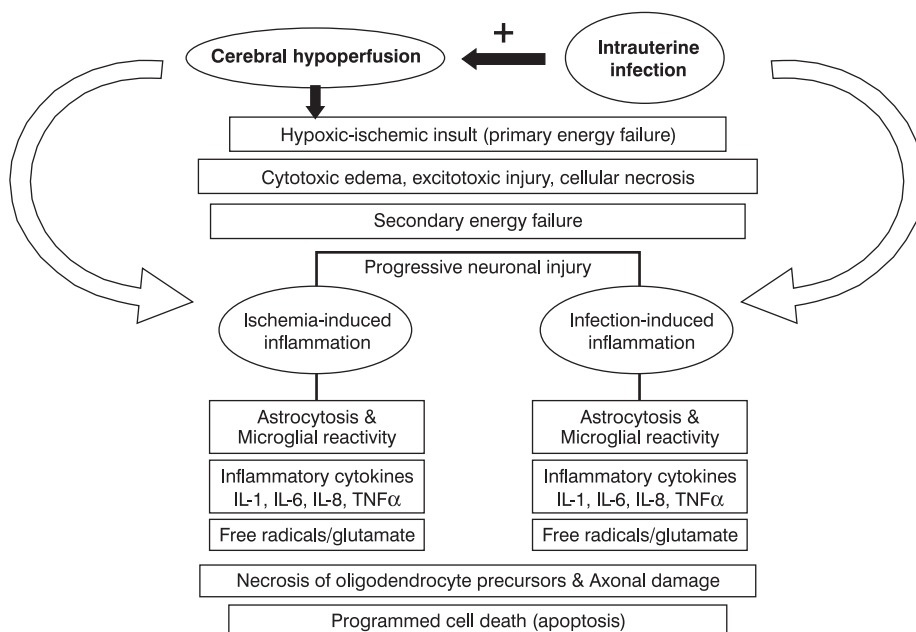 +
Cerebral hypoperfusion
Intrauterine
infection
Hypoxic-ischemic insult (primary energy failure)
Cytotoxic edema, excitotoxic injury, cellular necrosis
Secondary energy failure
Progressive neuronal injury
Ischemia-induced
inflammation
Infection-induced
inflammation
Astrocytosis &
Microglial reactivity
Astrocytosis &
Microglial reactivity
Inflammatory cytokines
IL-1, IL-6, IL-8, TNFα
Inflammatory cytokines
IL-1, IL-6, IL-8, TNFα
Free radicals/glutamate
Free radicals/glutamate
Necrosis of oligodendrocyte precursors & Axonal damage
Programmed cell death (apoptosis)